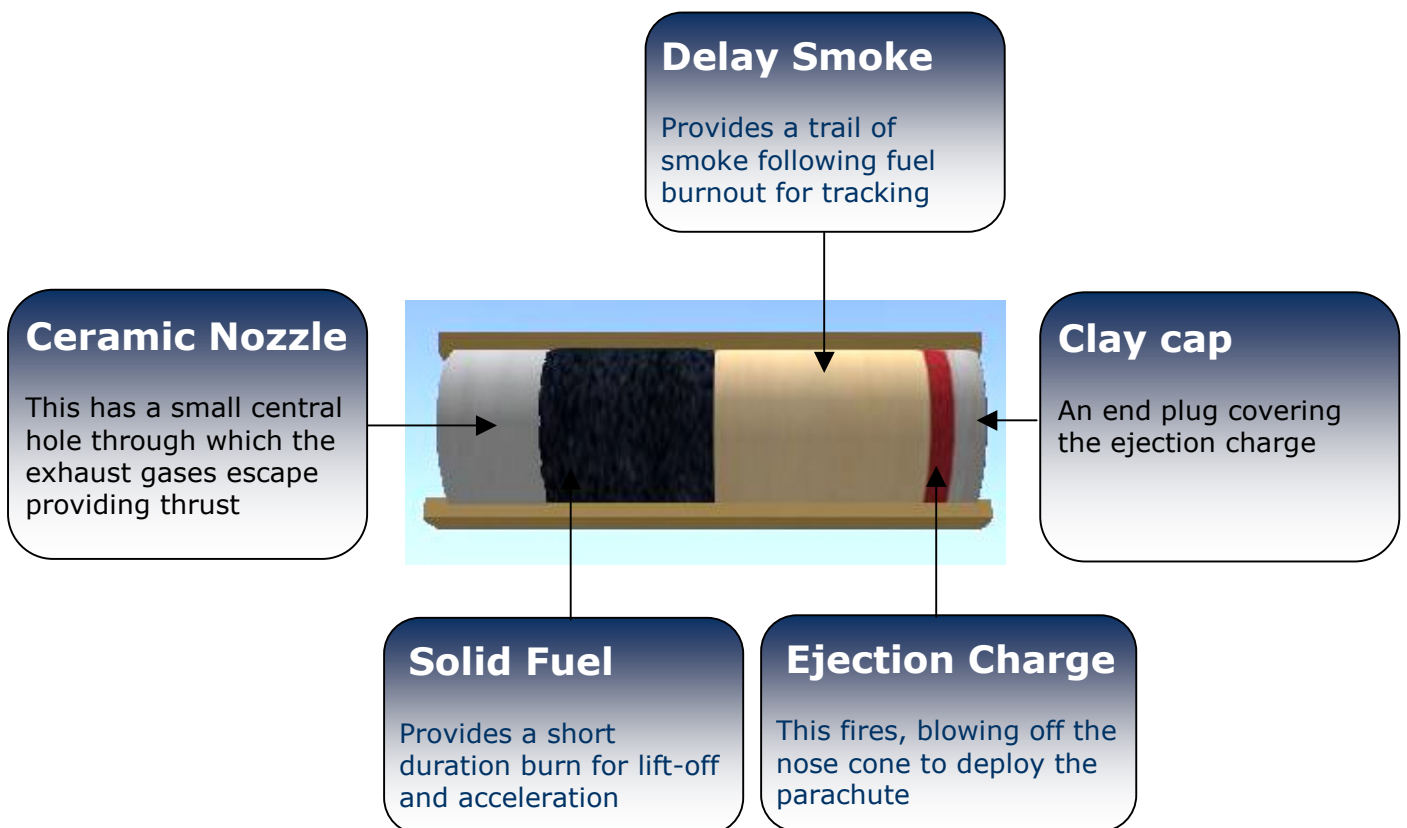 Delay Smoke
Provides a trail of
smoke following fuel
burnout for tracking
Ceramic Nozzle
This has a small central
hole through which the
exhaust gases escape
providing thrust
Clay cap
An end plug covering
the ejection charge
Solid Fuel
Provides a short
duration burn for lift-off
and acceleration
Ejection Charge
This fires, blowing off the
nose cone to deploy the
parachute